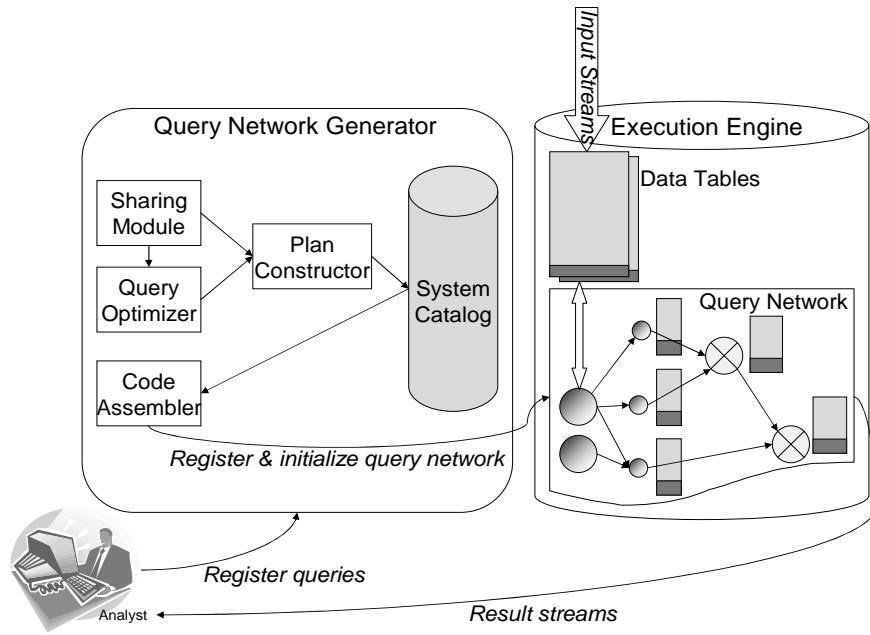 Input Streams
Query Network Generator
Execution Engine
Sharing
Module
Plan
Constructor
Query
Optimizer
System
Catalog
Code
Assembler
Data Tables
Query Network
Register & initialize query network
Register queries
Analyst
Result streams